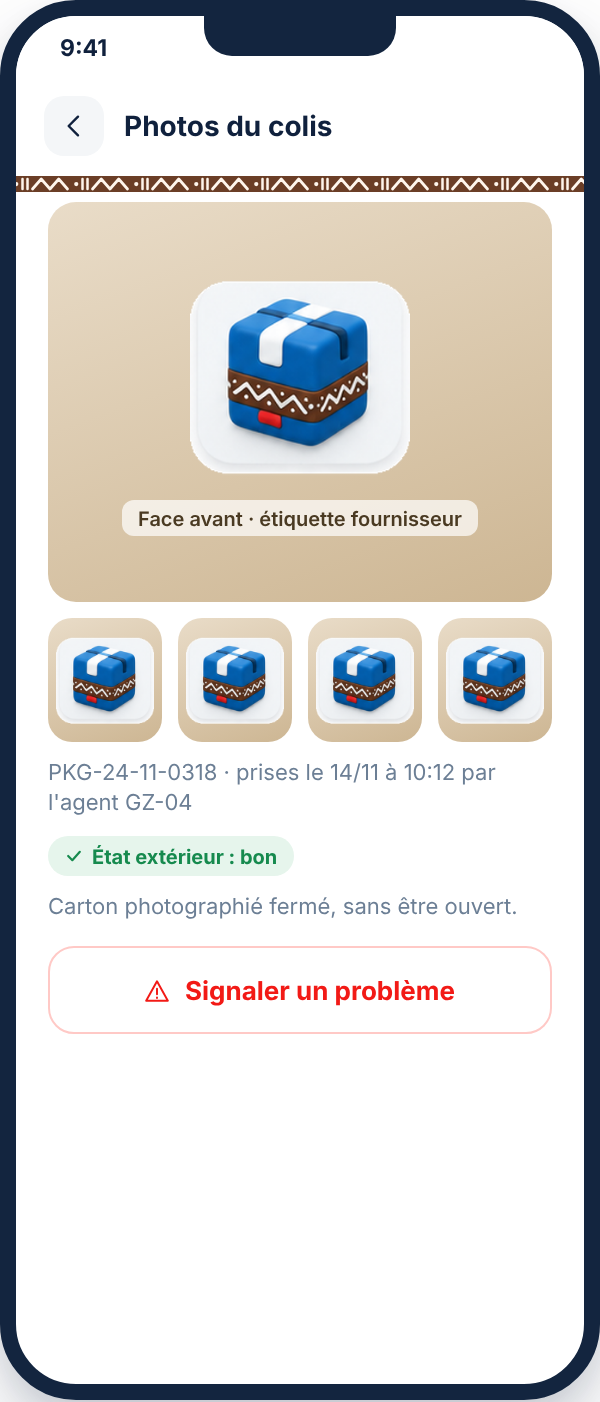 9:41
Photos du colis
Face avant · étiquette fournisseur
PKG-24-11-0318 · prises le 14/11 à 10:12 par
l'agent GZ-04
État extérieur : bon
Carton photographié fermé, sans être ouvert.
Signaler un problème